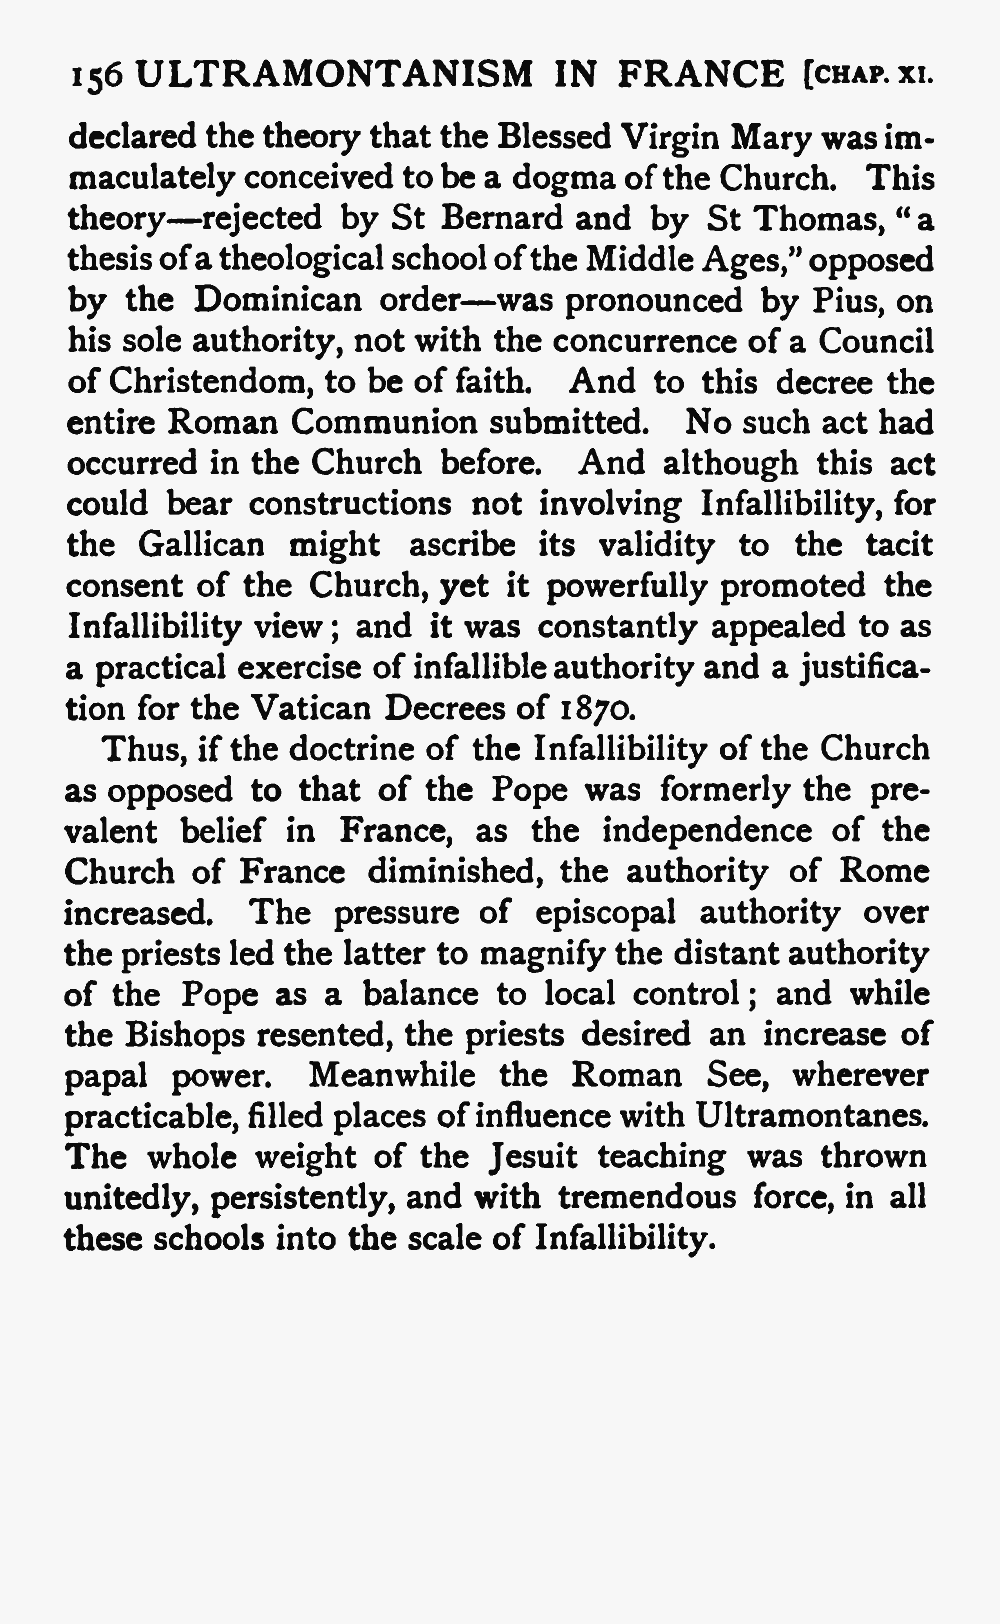 156 ULTRAMONTANISM IN FRANCE [CHAP. XI.
declared the theory that the Blessed Virgin Mary was im-
maculately conceived to be a dogma of the Church. This
theory—rejected by St Bernard and by St Thomas, “a
thesis of a theological school of the Middle Ages,” opposed
by the Dominican order—was pronounced by Pius, on
his sole authority, not with the concurrence of a Council
of Christendom, to be of faith. And to this decree the
entire Roman Communion submitted. No such act had
occurred in the Church before. And although this act
could bear constructions not involving Infallibility, for
the Gallican might ascribe its validity to the tacit
consent of the Church, yet it powerfully promoted the
Infallibility view; and it was constantly appealed to as
a practical exercise of infallible authority and a justifica-
tion for the Vatican Decrees of 1870.
Thus, if the doctrine of the Infallibility of the Church
as opposed to that of the Pope was formerly the pre-
valent belief in France, as the independence of the
Church of France diminished, the authority of Rome
increased. The pressure of episcopal authority over
the priests led the latter to magnify the distant authority
of the Pope as a balance to local control; and while
the Bishops resented, the priests desired an increase of
papal power. Meanwhile the Roman See, wherever
practicable, filled places of influence with Ultramontanes.
The whole weight of the Jesuit teaching was thrown
unitedly, persistently, and with tremendous force, in all
these schools into the scale of Infallibility.